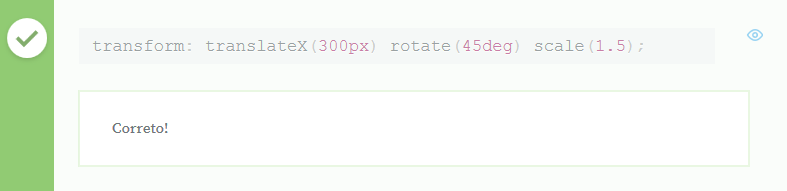 transform: translateX(300px) rotate(45deg) scale(1.5);
Correto!